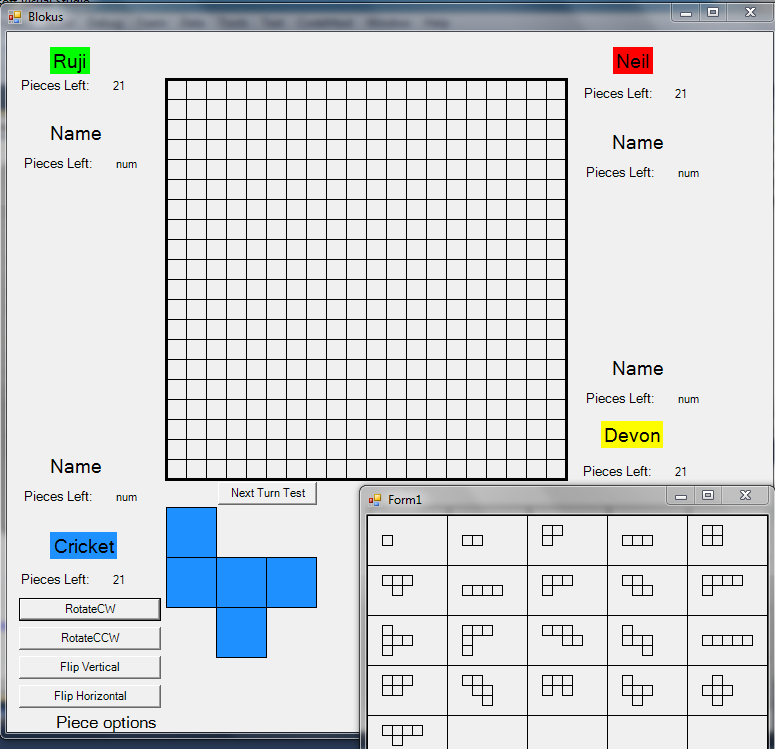 Blokus
Ruji
Pieces Left: 21
Name
Pieces Left: num
Neil
Pieces Left: 21
Name
Pieces Left: num
Name
Pieces Left: num
Devon
Pieces Left: 21
Name
Pieces Left: num
Next Turn Test
Cricket
Pieces Left: 21
RotateCW
RotateCCW
Flip Vertical
Flip Horizontal
Piece options
Form1